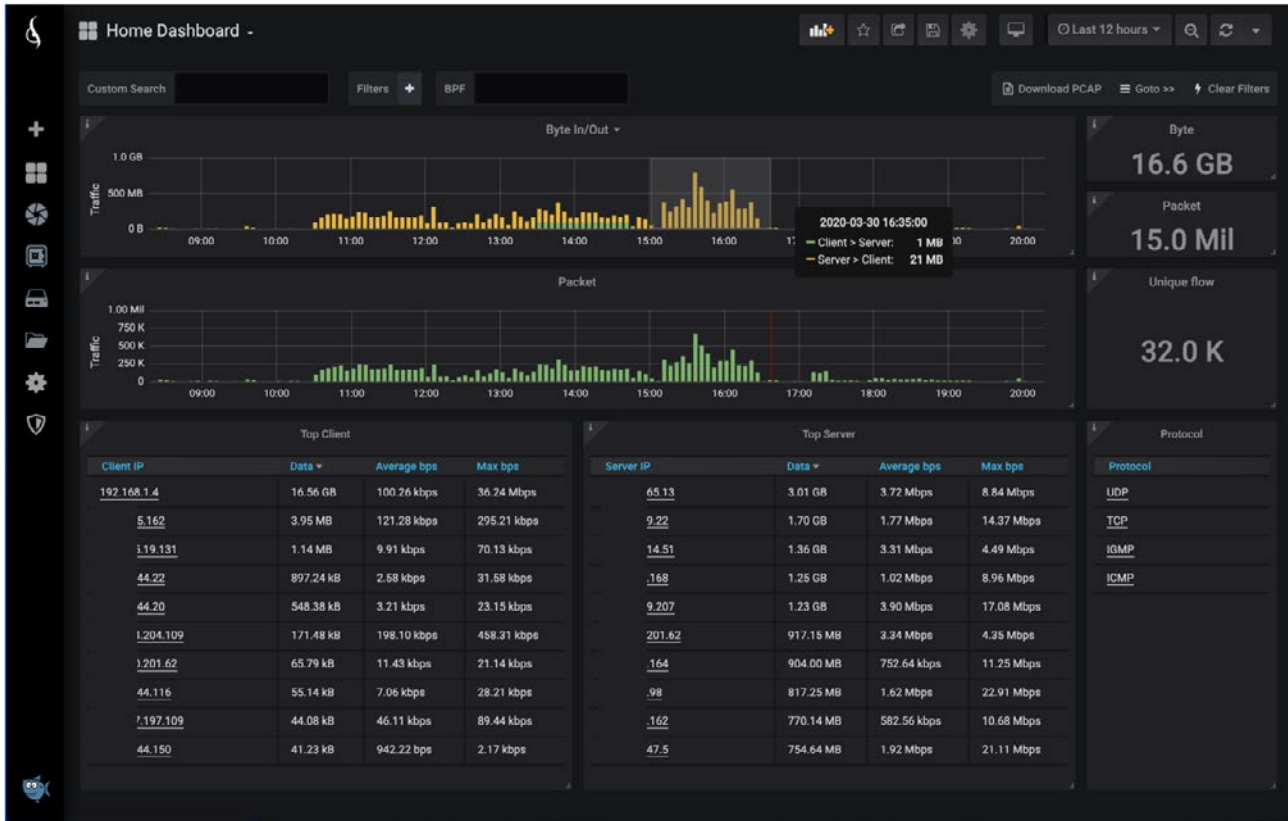 Home Dashboard
Last 12 hours
Custom Search Filters + BPF Download PCAP Goto >> Clear Filters
Byte In/Out
1.0 GB
500 MB
0 B
Traffic
09:00 10:00 11:00 12:00 13:00 14:00 15:00 16:00 20:00
2020-03-30 16:35:00
Client > Server: 1 MB
Server > Client: 21 MB
Byte
16.6 GB
Packet
15.0 Mil
Packet
1.00 Mil
750 K
500 K
250 K
0
Traffic
09:00 10:00 11:00 12:00 13:00 14:00 15:00 16:00 17:00 18:00 19:00 20:00
Unique flow
32.0 K
Top Client
Client IP Data Average bps Max bps
192.168.1.4 16.56 GB 100.26 kbps 36.24 Mbps
5.162 3.95 MB 121.28 kbps 295.21 kbps
.19.131 1.14 MB 9.91 kbps 70.13 kbps
44.22 897.24 kB 2.58 kbps 31.58 kbps
44.20 548.38 kB 3.21 kbps 23.15 kbps
.204.109 171.48 kB 198.10 kbps 458.31 kbps
.201.62 65.79 kB 11.43 kbps 21.14 kbps
44.116 55.14 kB 7.06 kbps 28.21 kbps
.197.109 44.08 kB 46.11 kbps 89.44 kbps
44.150 41.23 kB 942.22 bps 2.17 kbps
Top Server
Server IP Data Average bps Max bps
65.13 3.01 GB 3.72 Mbps 8.84 Mbps
9.22 1.70 GB 1.77 Mbps 14.37 Mbps
14.51 1.36 GB 3.31 Mbps 4.49 Mbps
.168 1.25 GB 1.02 Mbps 8.96 Mbps
9.207 1.23 GB 3.90 Mbps 17.08 Mbps
201.62 917.15 MB 3.34 Mbps 4.35 Mbps
.164 904.00 MB 752.64 kbps 11.25 Mbps
.98 817.25 MB 1.62 Mbps 22.91 Mbps
.162 770.14 MB 582.56 kbps 10.68 Mbps
47.5 754.64 MB 1.92 Mbps 21.11 Mbps
Protocol
Protocol
UDP
TCP
IGMP
ICMP